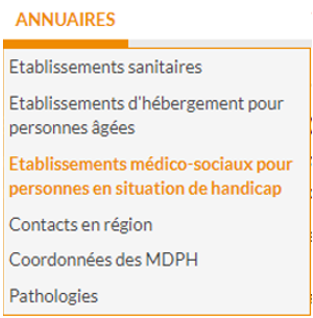 ANNUAIRES
Etablissements sanitaires
Etablissements d'hébergement pour
personnes âgées
Etablissements médico-sociaux pour
personnes en situation de handicap
Contacts en région
Coordonnées des MDPH
Pathologies